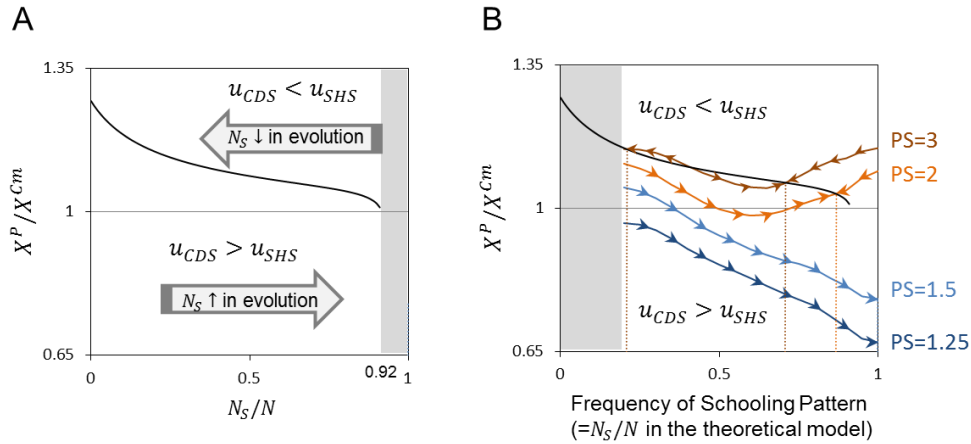 A
1.35
u_CDS < u_SHS
N_S ↓ in evolution
X^P/X^Cm
1
u_CDS > u_SHS
N_S ↑ in evolution
0.65
0
0.5
0.92
1
N_S/N
B
1.35
u_CDS < u_SHS
PS=3
PS=2
X^P/X^Cm
1
PS=1.5
u_CDS > u_SHS
PS=1.25
0.65
0
0.5
1
Frequency of Schooling Pattern
(=N_S/N in the theoretical model)